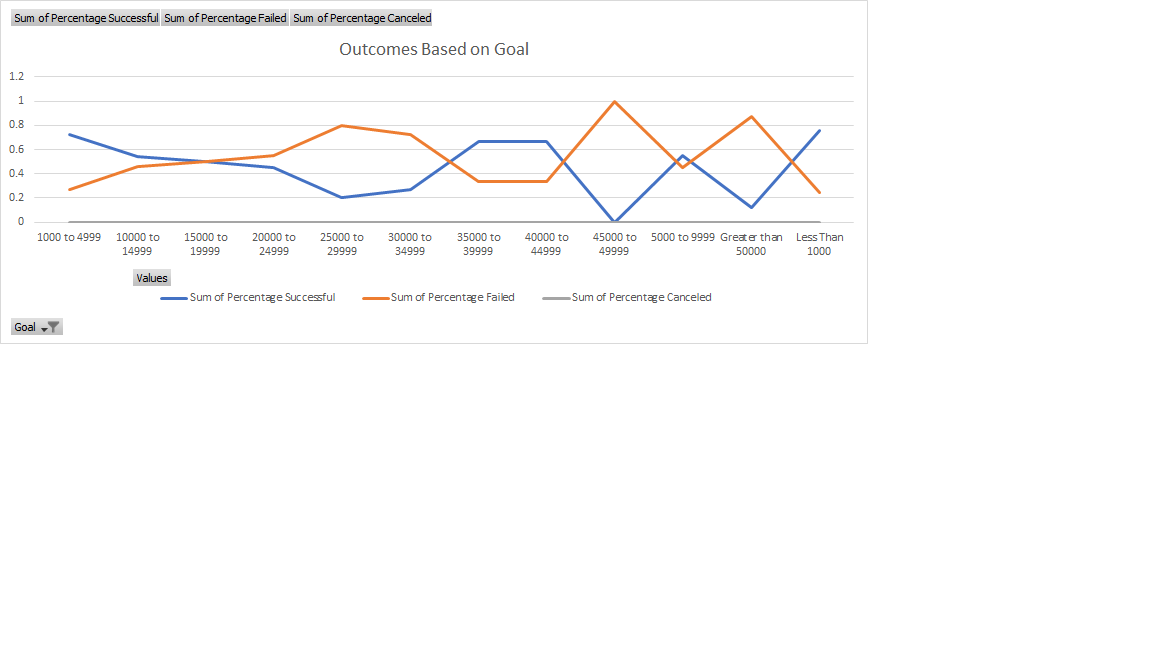 Sum of Percentage Successful Sum of Percentage Failed Sum of Percentage Canceled
Outcomes Based on Goal
1.2
1
0.8
0.6
0.4
0.2
0
1000 to 4999
10000 to
14999
15000 to
19999
20000 to
24999
25000 to
29999
30000 to
34999
35000 to
39999
40000 to
44999
45000 to
49999
5000 to 9999
Greater than
50000
Less Than
1000
Values
Sum of Percentage Successful
Sum of Percentage Failed
Sum of Percentage Canceled
Goal